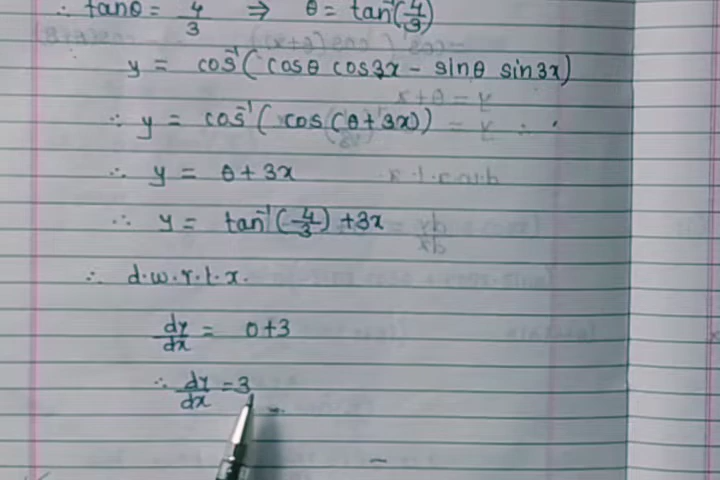 ∴ tanθ = 4/3 ⇒ θ = tan⁻¹(4/3)
y = cos⁻¹( cosθ cos3x - sinθ sin3x)
∴ y = cos⁻¹( cos(θ+3x))
∴ y = θ + 3x
∴ y = tan⁻¹(4/3) + 3x
∴ d.w.r.t.x.
dy/dx = 0+3
∴ dy/dx = 3